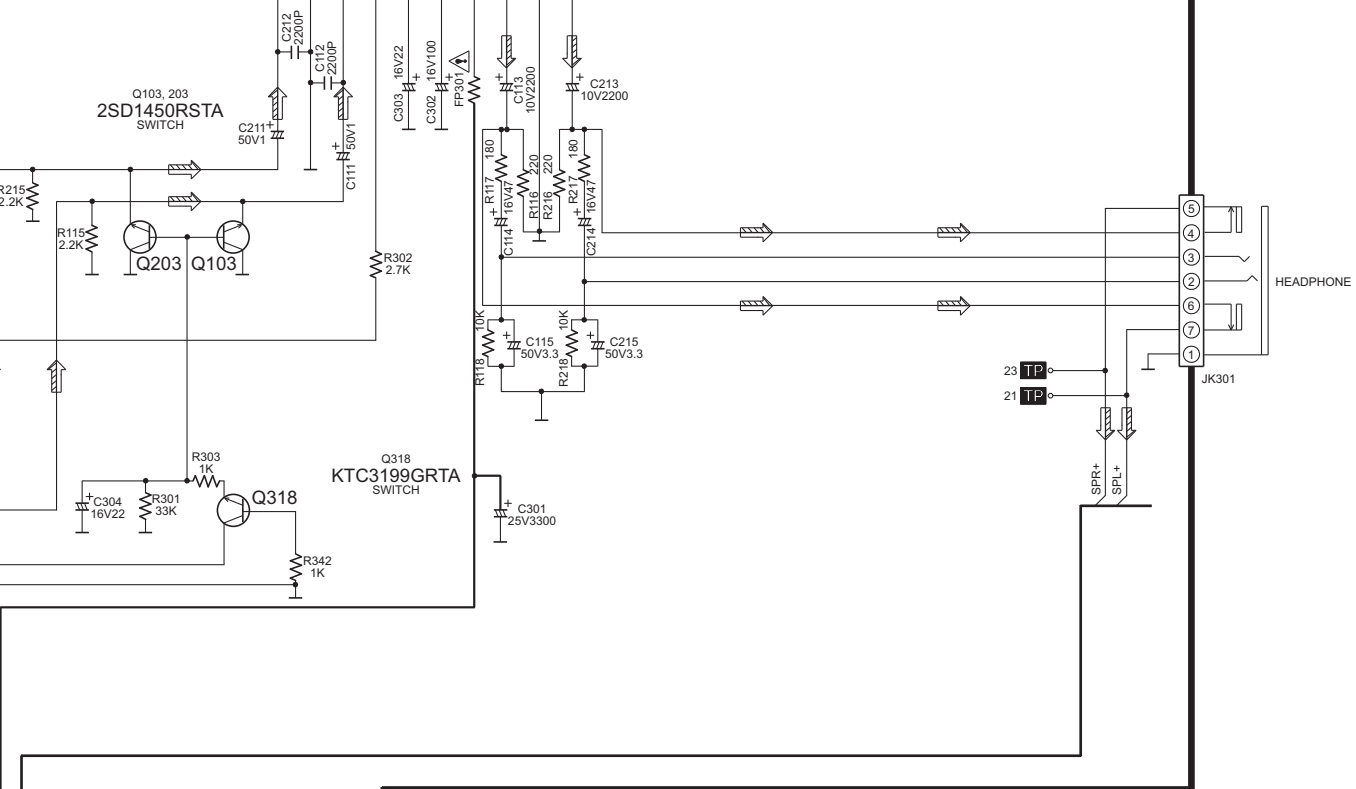 C212
2200P
C112
2200P
Q103, 203
2SD1450RSTA
SWITCH
C211
50V1
+
C111
50V1
+
C303
16V22
+
C302
16V100
+
FP301
!
C113
10V2200
+
C213
10V2200
+
R215
2.2K
R115
2.2K
Q203
Q103
R302
2.7K
R117
180
C114
16V47
+
R116
220
R216
220
R217
180
C214
16V47
+
5
4
3
2
6
7
1
HEADPHONE
JK301
R118
10K
C115
50V3.3
+
R218
10K
C215
50V3.3
+
23 TP
21 TP
SPR+
SPL+
R303
1K
Q318
KTC3199GRTA
SWITCH
C304
16V22
+
R301
33K
Q318
C301
25V3300
+
R342
1K